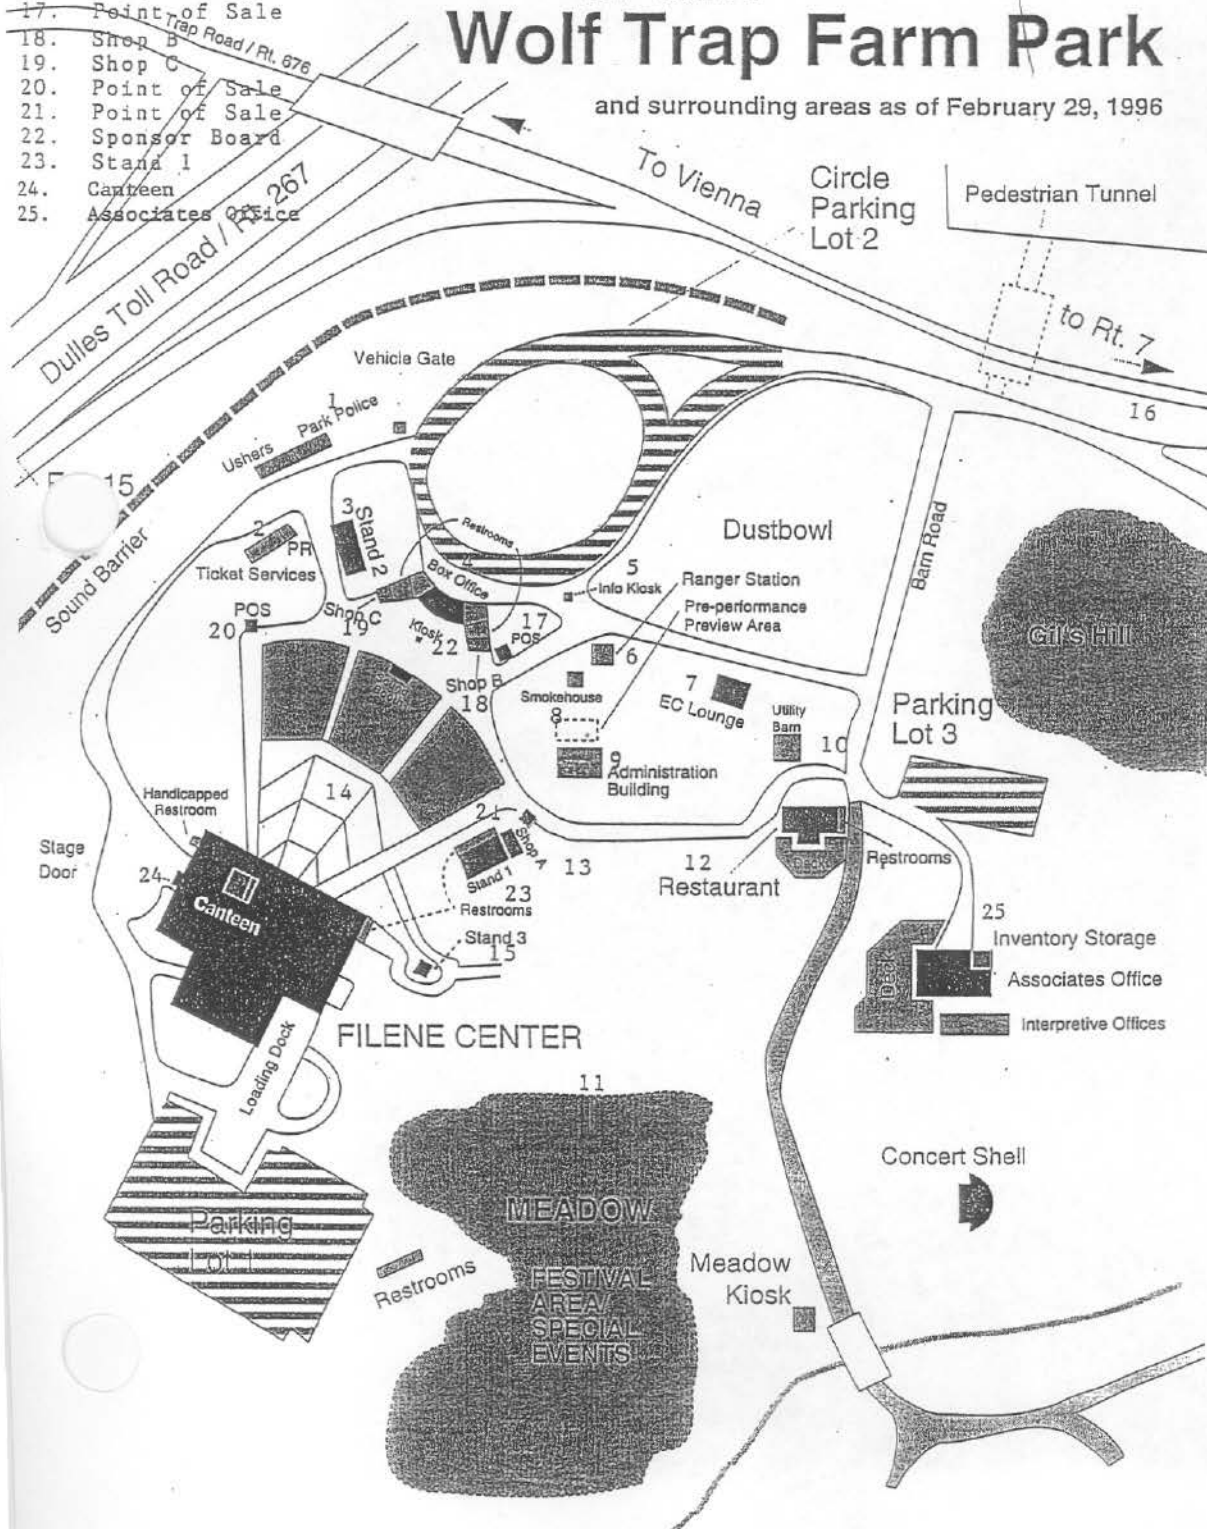 17. Point of Sale
18. Shop B
19. Shop C
20. Point of Sale
21. Point of Sale
22. Sponsor Board
23. Stand 1
24. Canteen
25. Associates Office
Trap Road / Rt. 676
Wolf Trap Farm Park
and surrounding areas as of February 29, 1996
To Vienna
Circle
Parking
Lot 2
Pedestrian Tunnel
to Rt. 7
16
Dulles Toll Road / Rt. 267
Vehicle Gate
1
Park Police
Ushers
15
Sound Barrier
2
PR
Ticket Services
3
Stand 2
Restrooms
4
Box Office
Dustbowl
Barn Road
5
Info Kiosk
Ranger Station
Pre-performance
Preview Area
Gil's Hill
POS
20
Shop C
19
Kiosk
22
17
POS
6
Shop B
18
Smokehouse
8
7
EC Lounge
Utility
Barn
10
Parking
Lot 3
9
Administration
Building
Handicapped
Restroom
14
21
Shop A
13
12
Restaurant
Deck
Restrooms
Stage
Door
24
Canteen
Stand 1
23
Restrooms
Stand 3
15
25
Inventory Storage
Deck
Associates Office
Interpretive Offices
FILENE CENTER
Loading Dock
11
MEADOW
FESTIVAL
AREA/
SPECIAL
EVENTS
Concert Shell
Parking
Lot 1
Restrooms
Meadow
Kiosk